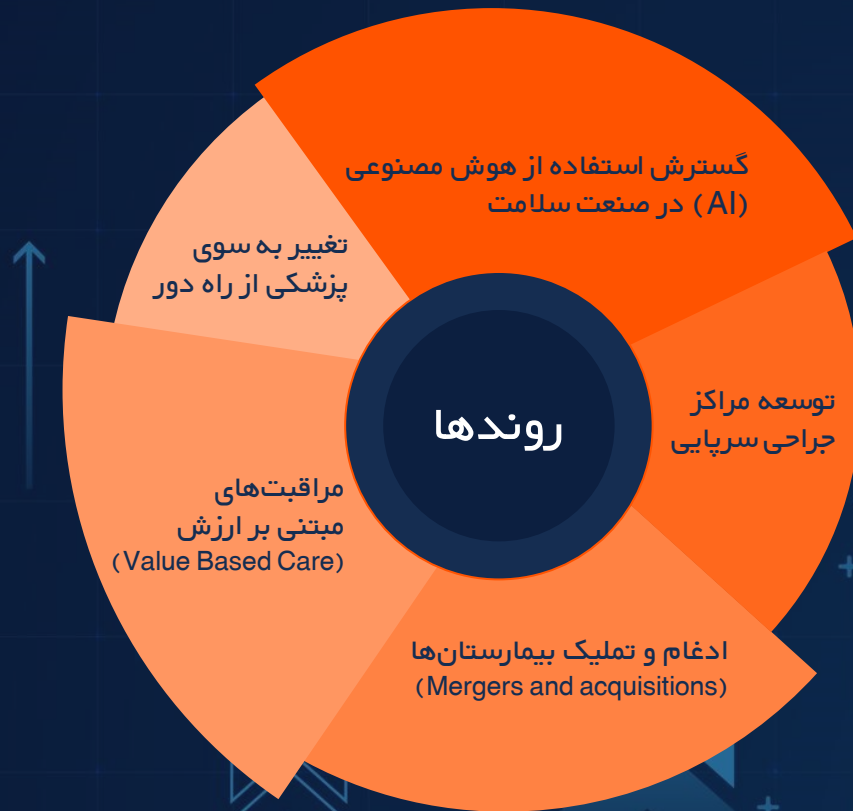 گسترش استفاده از هوش مصنوعی
(AI) در صنعت سلامت
تغییر به سوی
پزشکی از راه دور
توسعه مراکز
جراحی سرپایی
روندها
مراقبت‌های
مبتنی بر ارزش
(Value Based Care)
ادغام و تملیک بیمارستان‌ها
(Mergers and acquisitions)